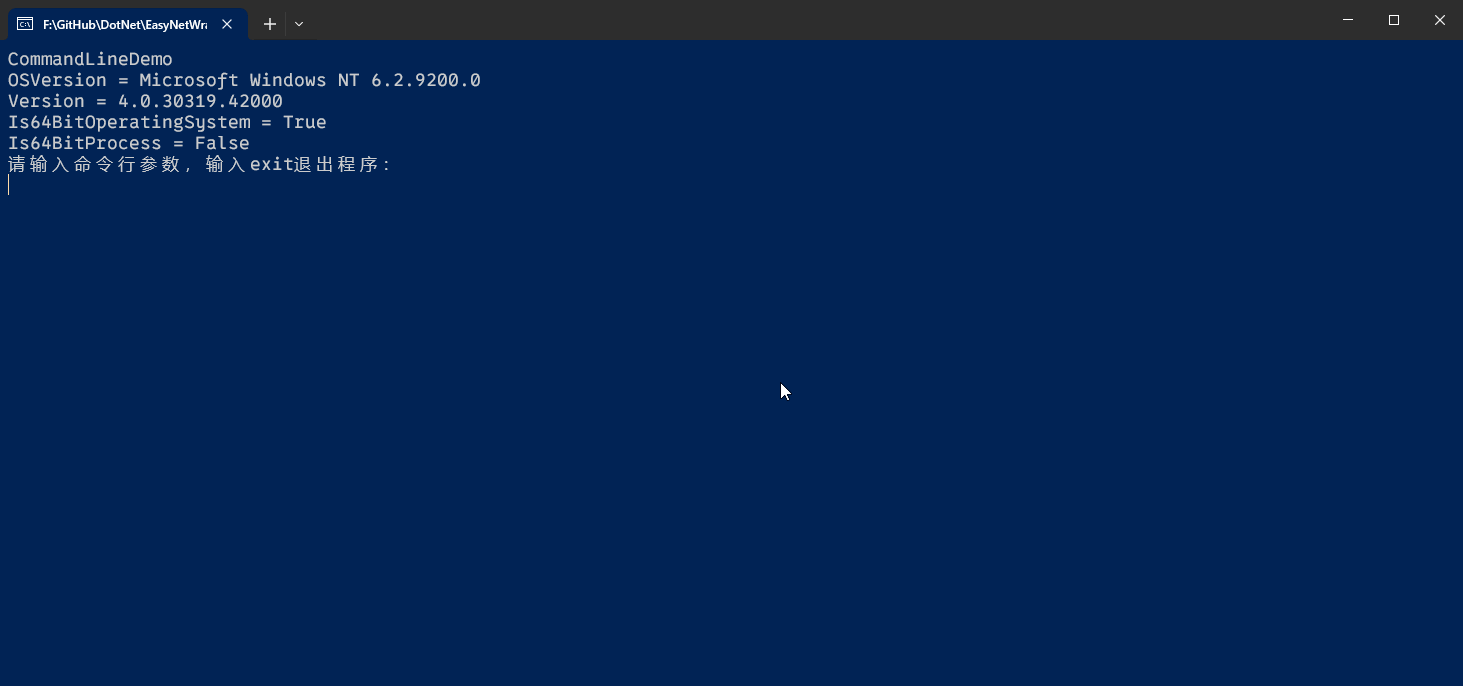 F:\GitHub\DotNet\EasyNetWra
CommandLineDemo
OSVersion = Microsoft Windows NT 6.2.9200.0
Version = 4.0.30319.42000
Is64BitOperatingSystem = True
Is64BitProcess = False
请输入命令行参数，输入exit退出程序：